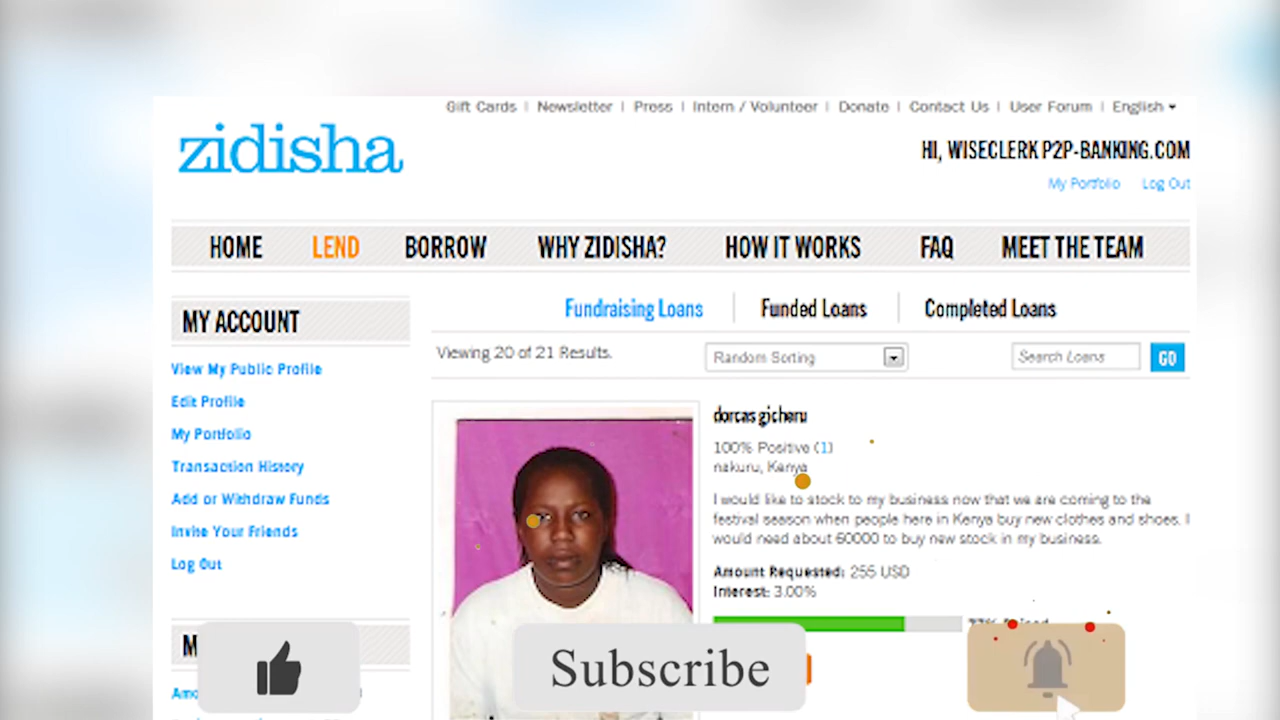 Gift Cards | Newsletter | Press | Intern / Volunteer | Donate | Contact Us | User Forum | English
zidisha
HI, WISECLERK P2P-BANKING.COM
My Portfolio Log Out
HOME LEND BORROW WHY ZIDISHA? HOW IT WORKS FAQ MEET THE TEAM
MY ACCOUNT
View My Public Profile
Edit Profile
My Portfolio
Transaction History
Add or Withdraw Funds
Invite Your Friends
Log Out
Fundraising Loans | Funded Loans | Completed Loans
Viewing 20 of 21 Results.
Random Sorting
Search Loans
GO
dorcas gicheru
100% Positive (1)
nakuru, Kenya
I would like to stock to my business now that we are coming to the
festival season when people here in Kenya buy new clothes and shoes. I
would need about 60000 to buy new stock in my business.
Amount Requested: 255 USD
Interest: 3.00%
Subscribe